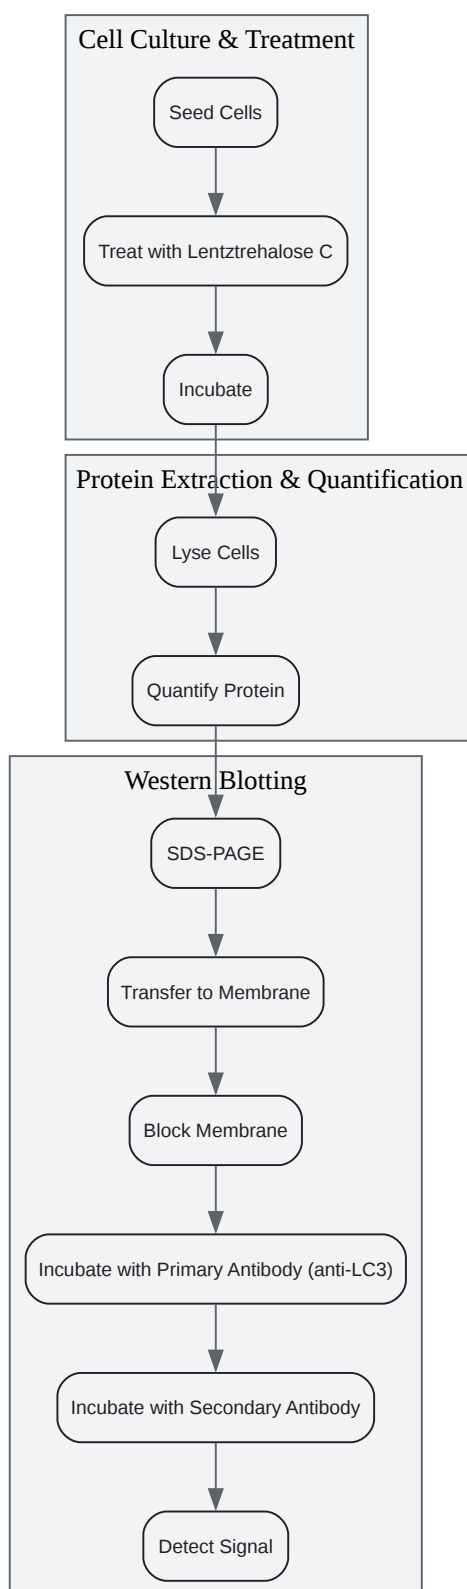 Cell Culture & Treatment
Seed Cells
Treat with Lentztrehalose C
Incubate
Protein Extraction & Quantification
Lyse Cells
Quantify Protein
Western Blotting
SDS-PAGE
Transfer to Membrane
Block Membrane
Incubate with Primary Antibody (anti-LC3)
Incubate with Secondary Antibody
Detect Signal